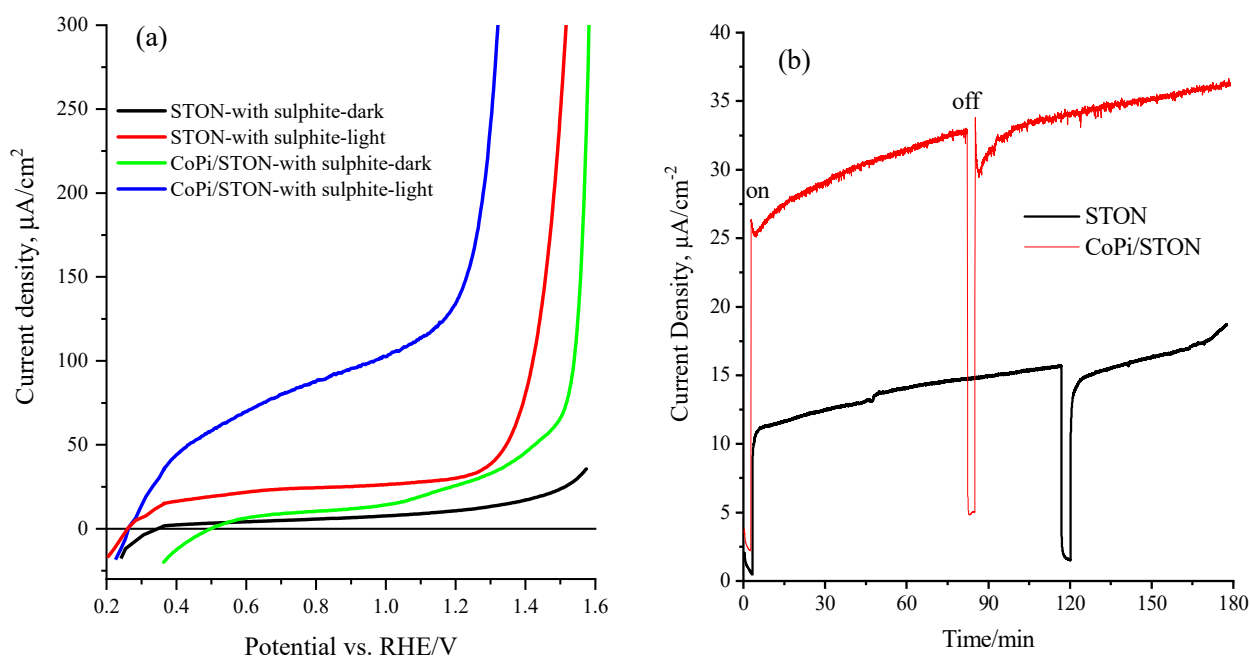 (a)
300
250
200
150
100
50
0
STON-with sulphite-dark
STON-with sulphite-light
CoPi/STON-with sulphite-dark
CoPi/STON-with sulphite-light
Current density, μA/cm²
0.2 0.4 0.6 0.8 1.0 1.2 1.4 1.6
Potential vs. RHE/V
(b)
40
35
30
25
20
15
10
5
0
on
off
STON
CoPi/STON
Current Density, μA/cm⁻²
0 30 60 90 120 150 180
Time/min